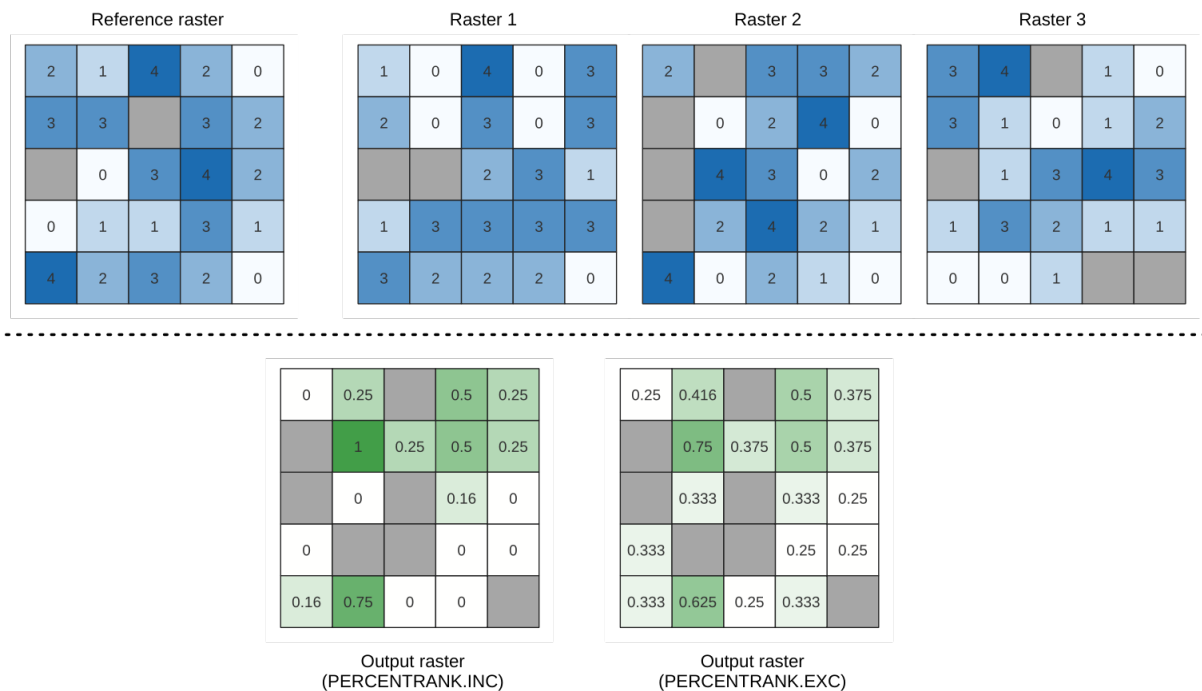 Reference raster
Raster 1
Raster 2
Raster 3
2 1 4 2 0
3 3 3 2
0 3 4 2
0 1 1 3 1
4 2 3 2 0
1 0 4 0 3
2 0 3 0 3
2 3 1
1 3 3 3 3
3 2 2 2 0
2 3 3 2
0 2 4 0
4 3 0 2
2 4 2 1
4 0 2 1 0
3 4 1 0
3 1 0 1 2
1 3 4 3
1 3 2 1 1
0 0 1
0 0.25 0.5 0.25
1 0.25 0.5 0.25
0 0.16 0
0 0 0
0.16 0.75 0 0
Output raster
(PERCENTRANK.INC)
0.25 0.416 0.5 0.375
0.75 0.375 0.5 0.375
0.333 0.333 0.25
0.333 0.25 0.25
0.333 0.625 0.25 0.333
Output raster
(PERCENTRANK.EXC)